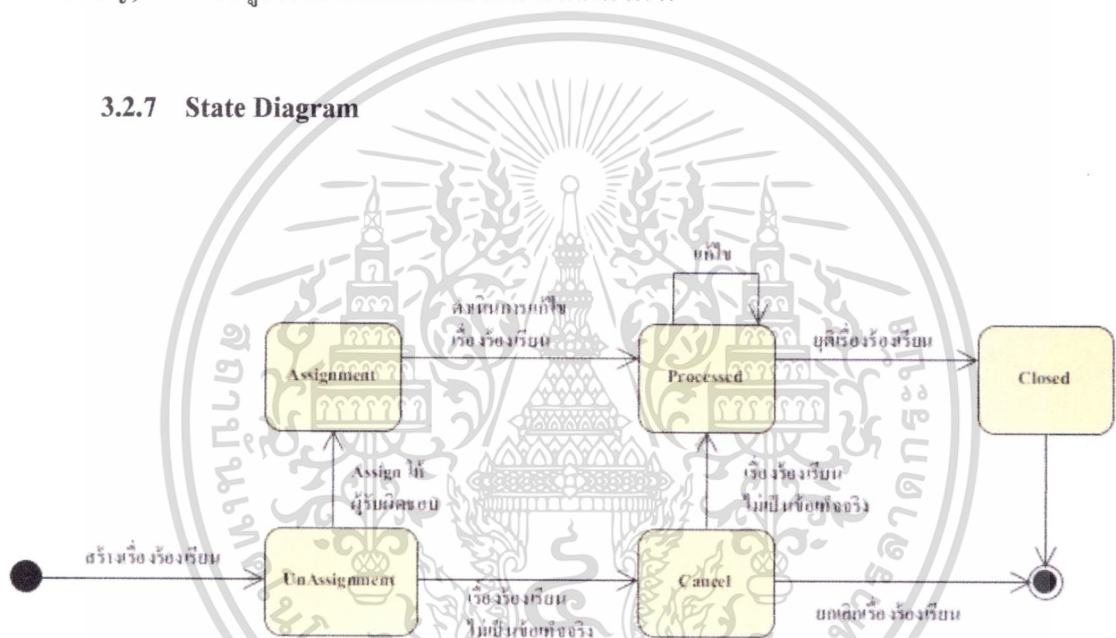 3.2.7 State Diagram
แก้ไข
ดำเนินการแก้ไข
เรื่องร้องเรียน
ยุติเรื่องร้องเรียน
Assignment
Processed
Closed
Assign ให้
ผู้รับผิดชอบ
เรื่องร้องเรียน
ไม่เป็นข้อเท็จจริง
สร้างเรื่องร้องเรียน
UnAssignment
เรื่องร้องเรียน
ไม่เป็นข้อเท็จจริง
Cancel
ยกเลิกเรื่องร้องเรียน